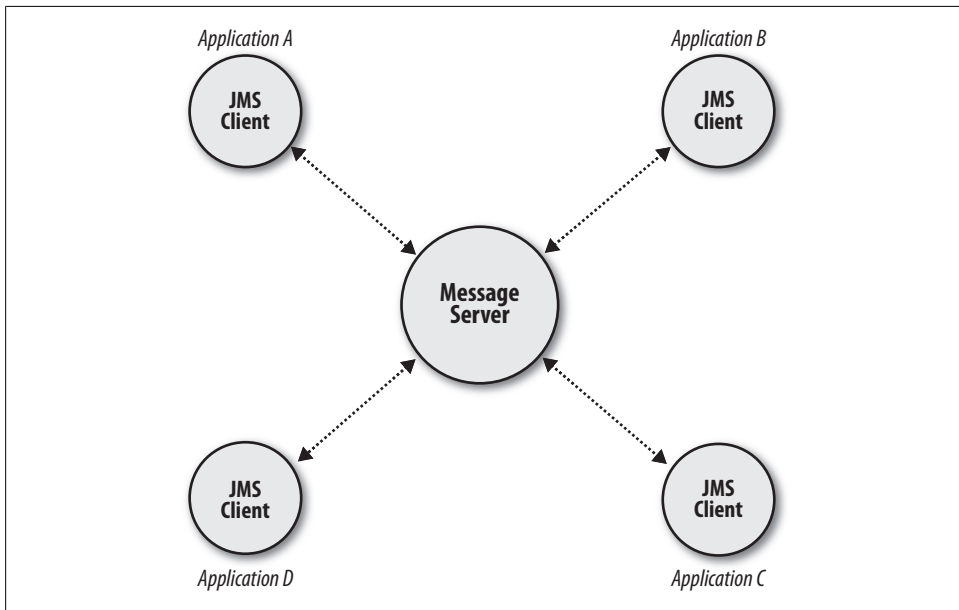 Application A
Application B
JMS
Client
JMS
Client
Message
Server
JMS
Client
JMS
Client
Application D
Application C